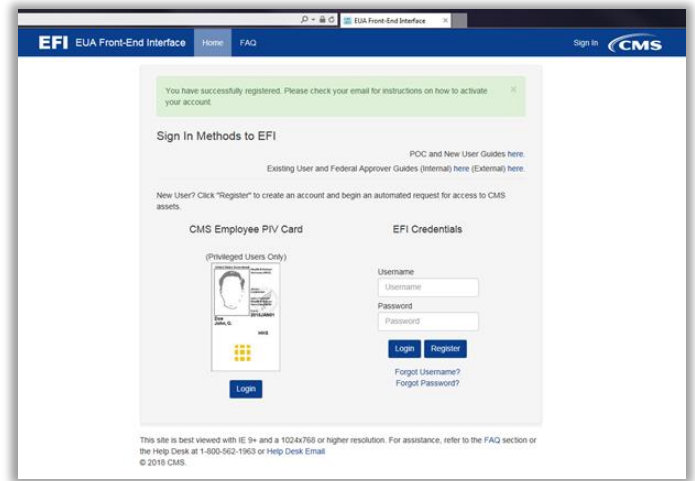 EUA Front-End Interface
EFI EUA Front-End Interface Home FAQ Sign In CMS
You have successfully registered. Please check your email for instructions on how to activate
your account.
Sign In Methods to EFI
POC and New User Guides here.
Existing User and Federal Approver Guides (Internal) here (External) here.
New User? Click "Register" to create an account and begin an automated request for access to CMS
assets.
CMS Employee PIV Card
(Privileged Users Only)
Doe
John, G.
HHS
Login
EFI Credentials
Username
Username
Password
Password
Login Register
Forgot Username?
Forgot Password?
This site is best viewed with IE 9+ and a 1024x768 or higher resolution. For assistance, refer to the FAQ section or
the Help Desk at 1-800-562-1963 or Help Desk Email
© 2016 CMS.